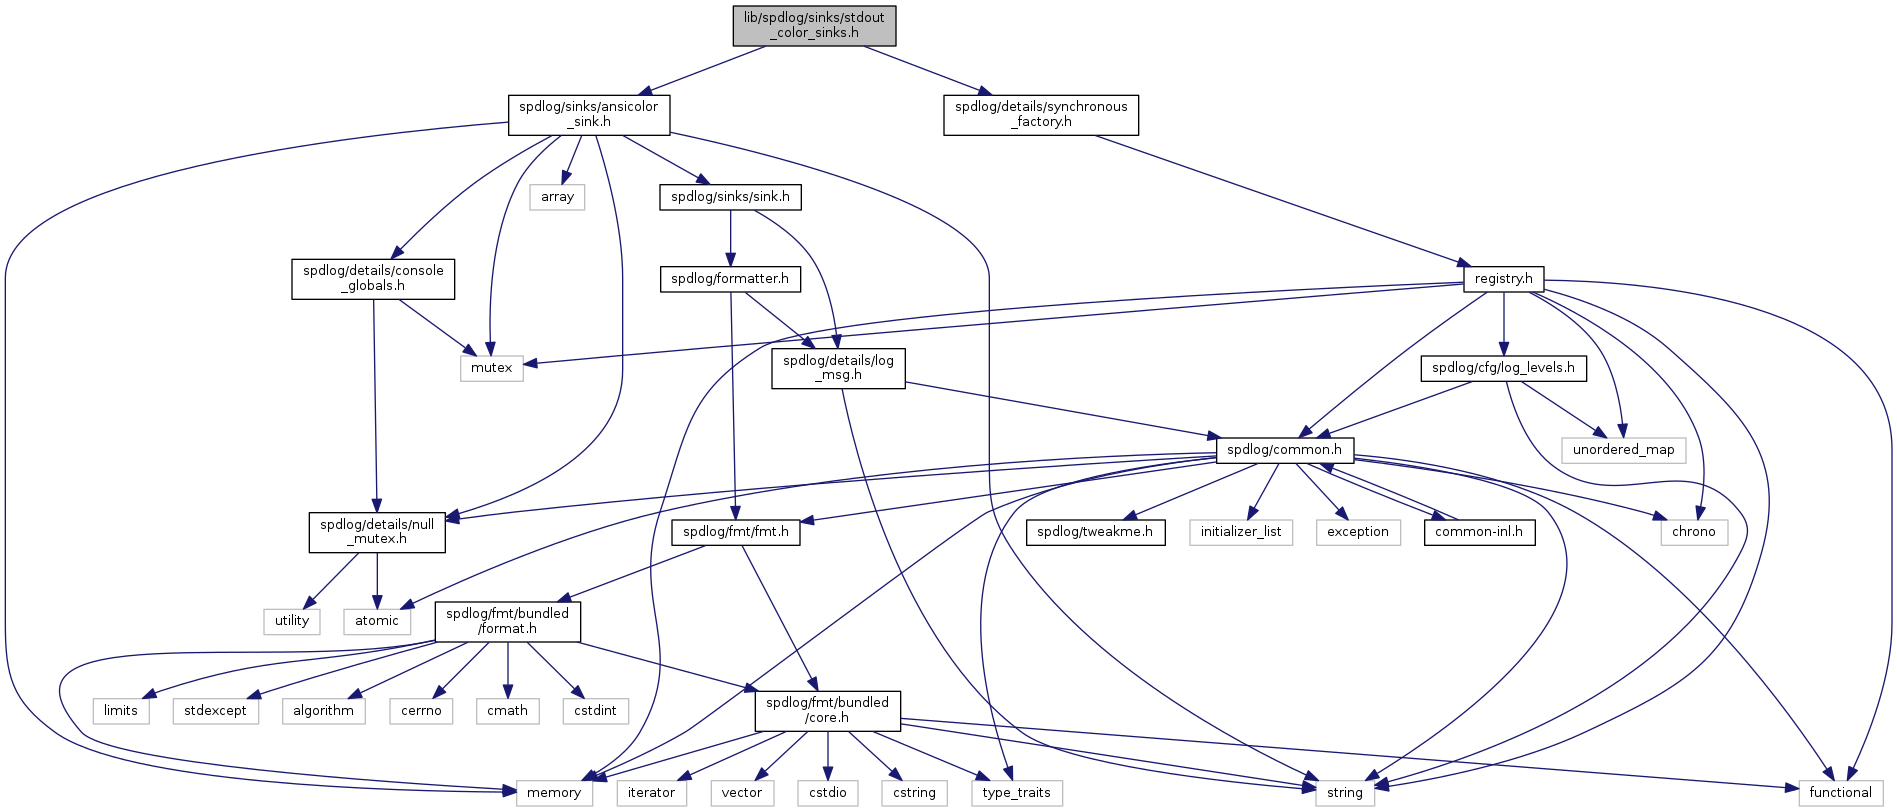 lib/spdlog/sinks/stdout
_color_sinks.h
spdlog/sinks/ansicolor
_sink.h
spdlog/details/synchronous
_factory.h
array
spdlog/sinks/sink.h
spdlog/details/console
_globals.h
spdlog/formatter.h
registry.h
mutex
spdlog/details/log
_msg.h
spdlog/cfg/log_levels.h
spdlog/common.h
unordered_map
spdlog/details/null
_mutex.h
spdlog/fmt/fmt.h
spdlog/tweakme.h
initializer_list
exception
common-inl.h
chrono
utility
atomic
spdlog/fmt/bundled
/format.h
limits
stdexcept
algorithm
cerrno
cmath
cstdint
spdlog/fmt/bundled
/core.h
memory
iterator
vector
cstdio
cstring
type_traits
string
functional